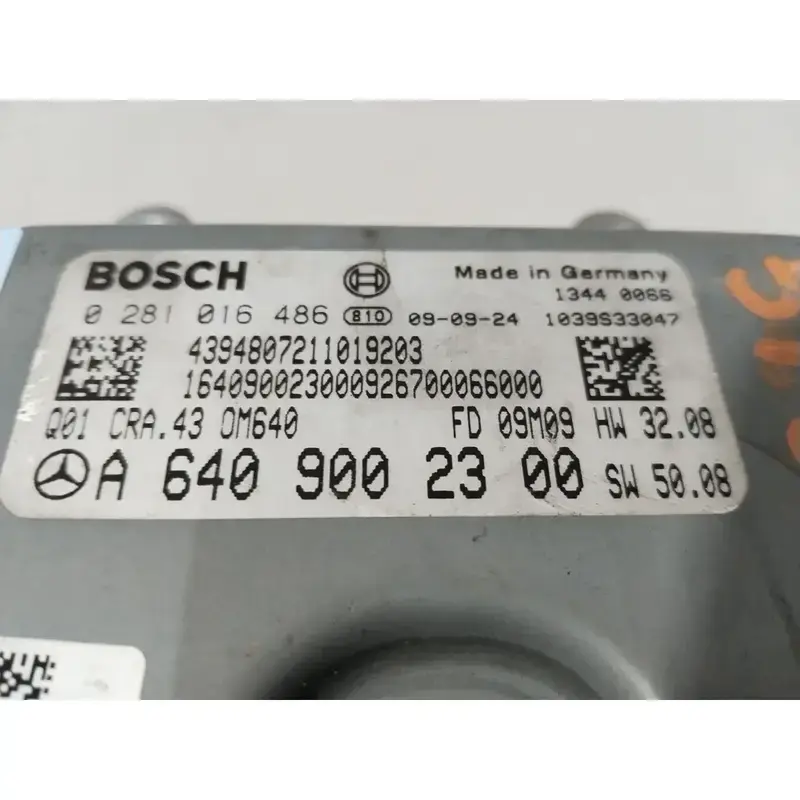 BOSCH Made in Germany
1344 0066
0 281 016 486 810 09-09-24 1039S33047
4394807211019203
1640900230000926700066000
Q01 CRA.43 OM640 FD 09M09 HW 32.08
A 640 900 23 00 SW 50.08